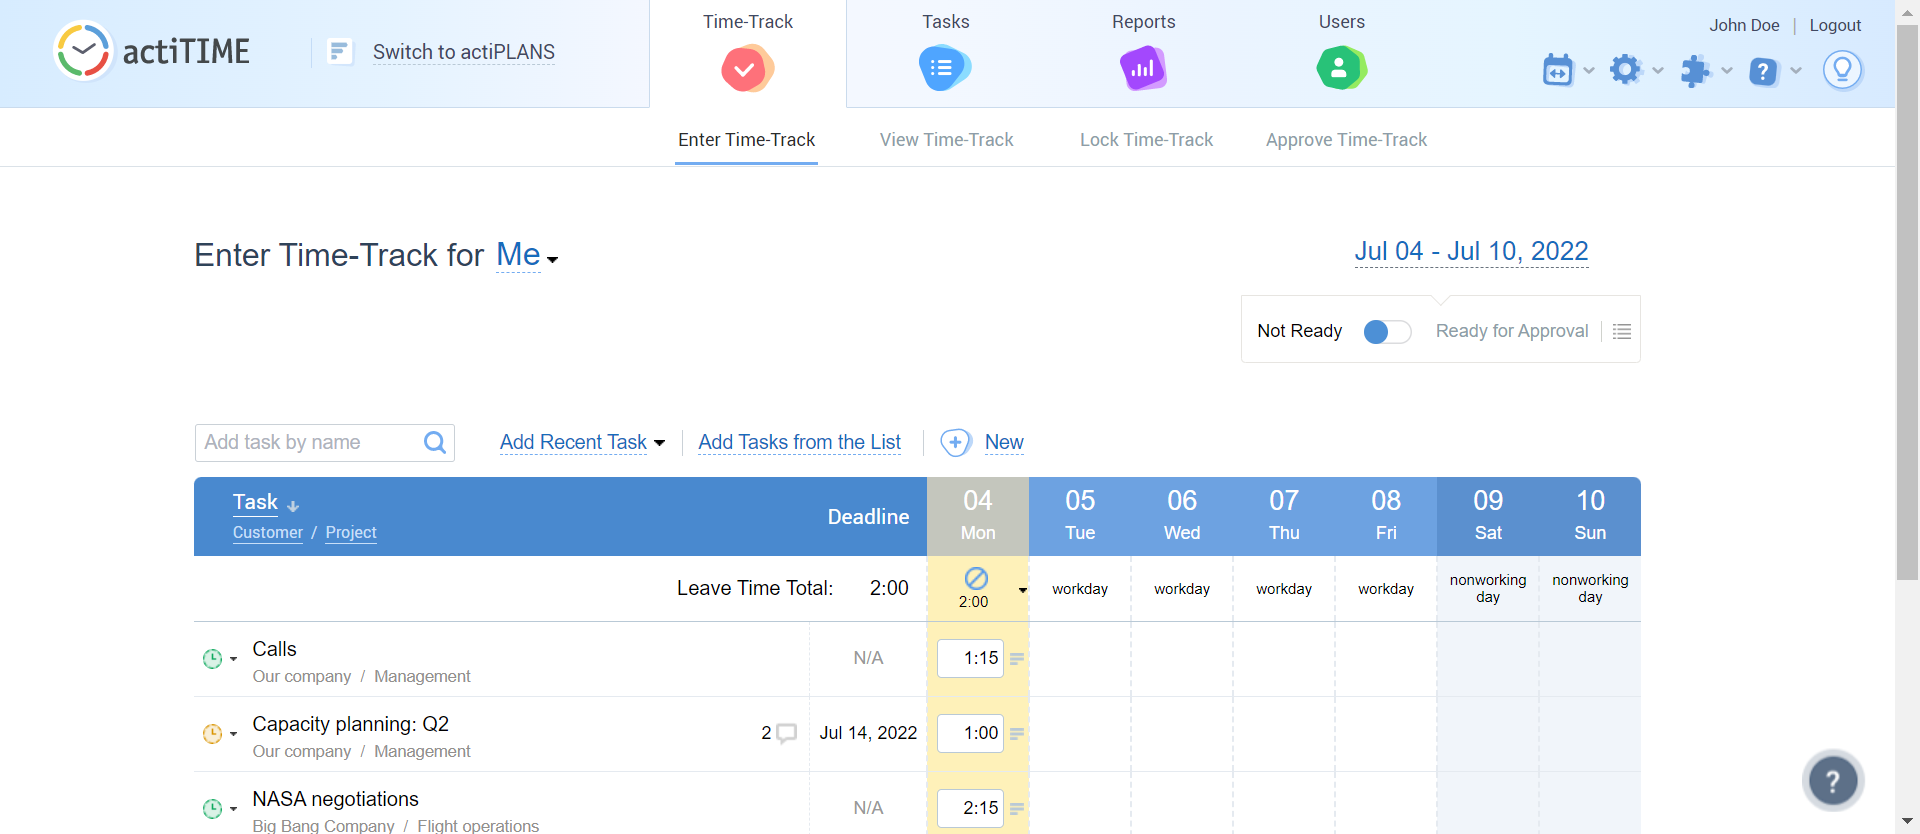 actiTIME
Switch to actiPLANS
Time-Track
Tasks
Reports
Users
John Doe | Logout
Enter Time-Track
View Time-Track
Lock Time-Track
Approve Time-Track
Enter Time-Track for Me
Jul 04 - Jul 10, 2022
Not Ready
Ready for Approval
Add task by name
Add Recent Task
Add Tasks from the List
New
Task
Customer / Project
Deadline
04 Mon
05 Tue
06 Wed
07 Thu
08 Fri
09 Sat
10 Sun
Leave Time Total: 2:00
2:00
workday
workday
workday
workday
nonworking day
nonworking day
Calls
Our company / Management
N/A
1:15
Capacity planning: Q2
Our company / Management
2
Jul 14, 2022
1:00
NASA negotiations
Big Bang Company / Flight operations
N/A
2:15
?